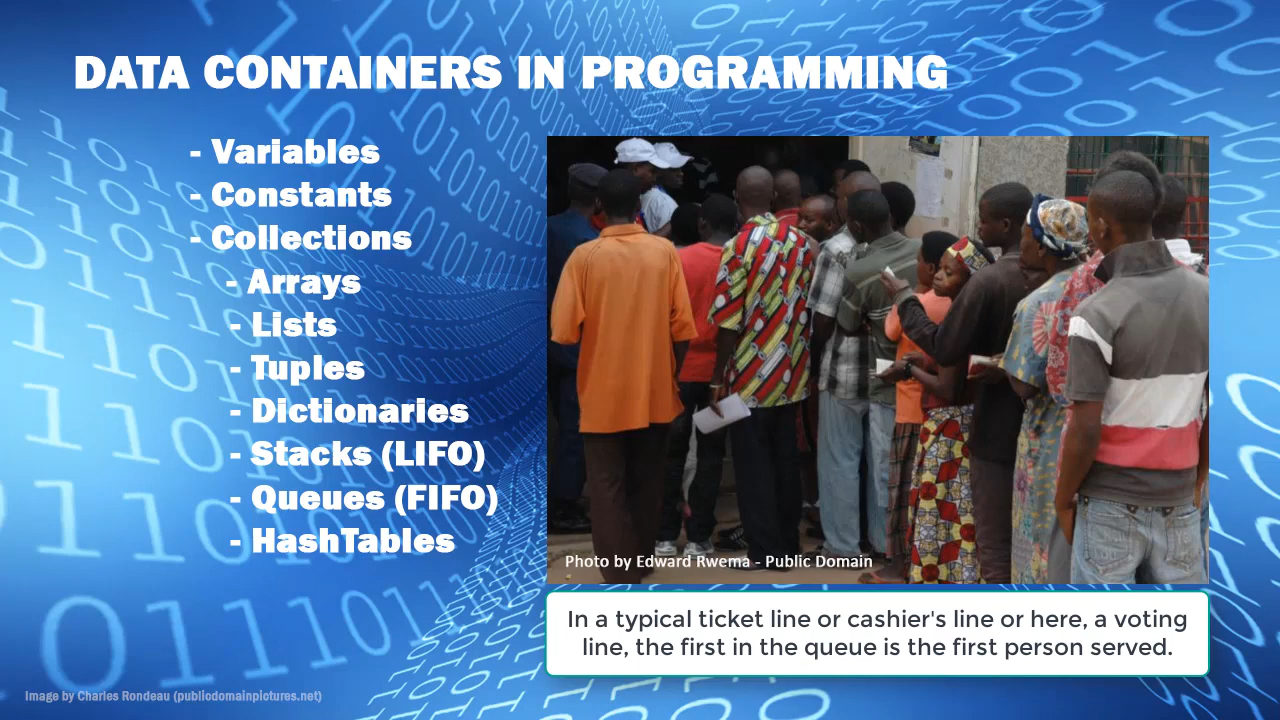 DATA CONTAINERS IN PROGRAMMING
- Variables
- Constants
- Collections
- Arrays
- Lists
- Tuples
- Dictionaries
- Stacks (LIFO)
- Queues (FIFO)
- HashTables
Photo by Edward Rwema - Public Domain
In a typical ticket line or cashier's line or here, a voting
line, the first in the queue is the first person served.
Image by Charles Rondeau (publicdomainpictures.net)